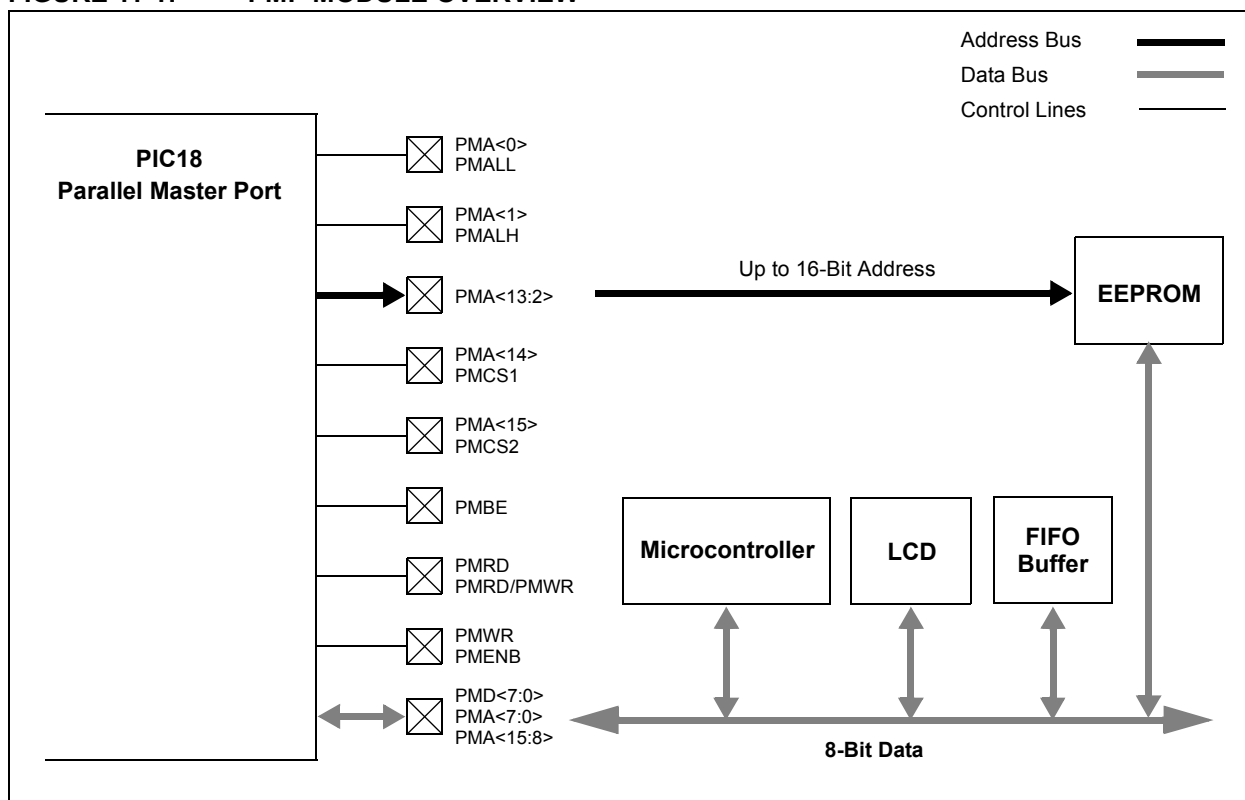 Address Bus
Data Bus
Control Lines
PIC18
Parallel Master Port
PMA<0>
PMALL
PMA<1>
PMALH
PMA<13:2>
Up to 16-Bit Address
EEPROM
PMA<14>
PMCS1
PMA<15>
PMCS2
PMBE
Microcontroller
LCD
FIFO
Buffer
PMRD
PMRD/PMWR
PMWR
PMENB
PMD<7:0>
PMA<7:0>
PMA<15:8>
8-Bit Data